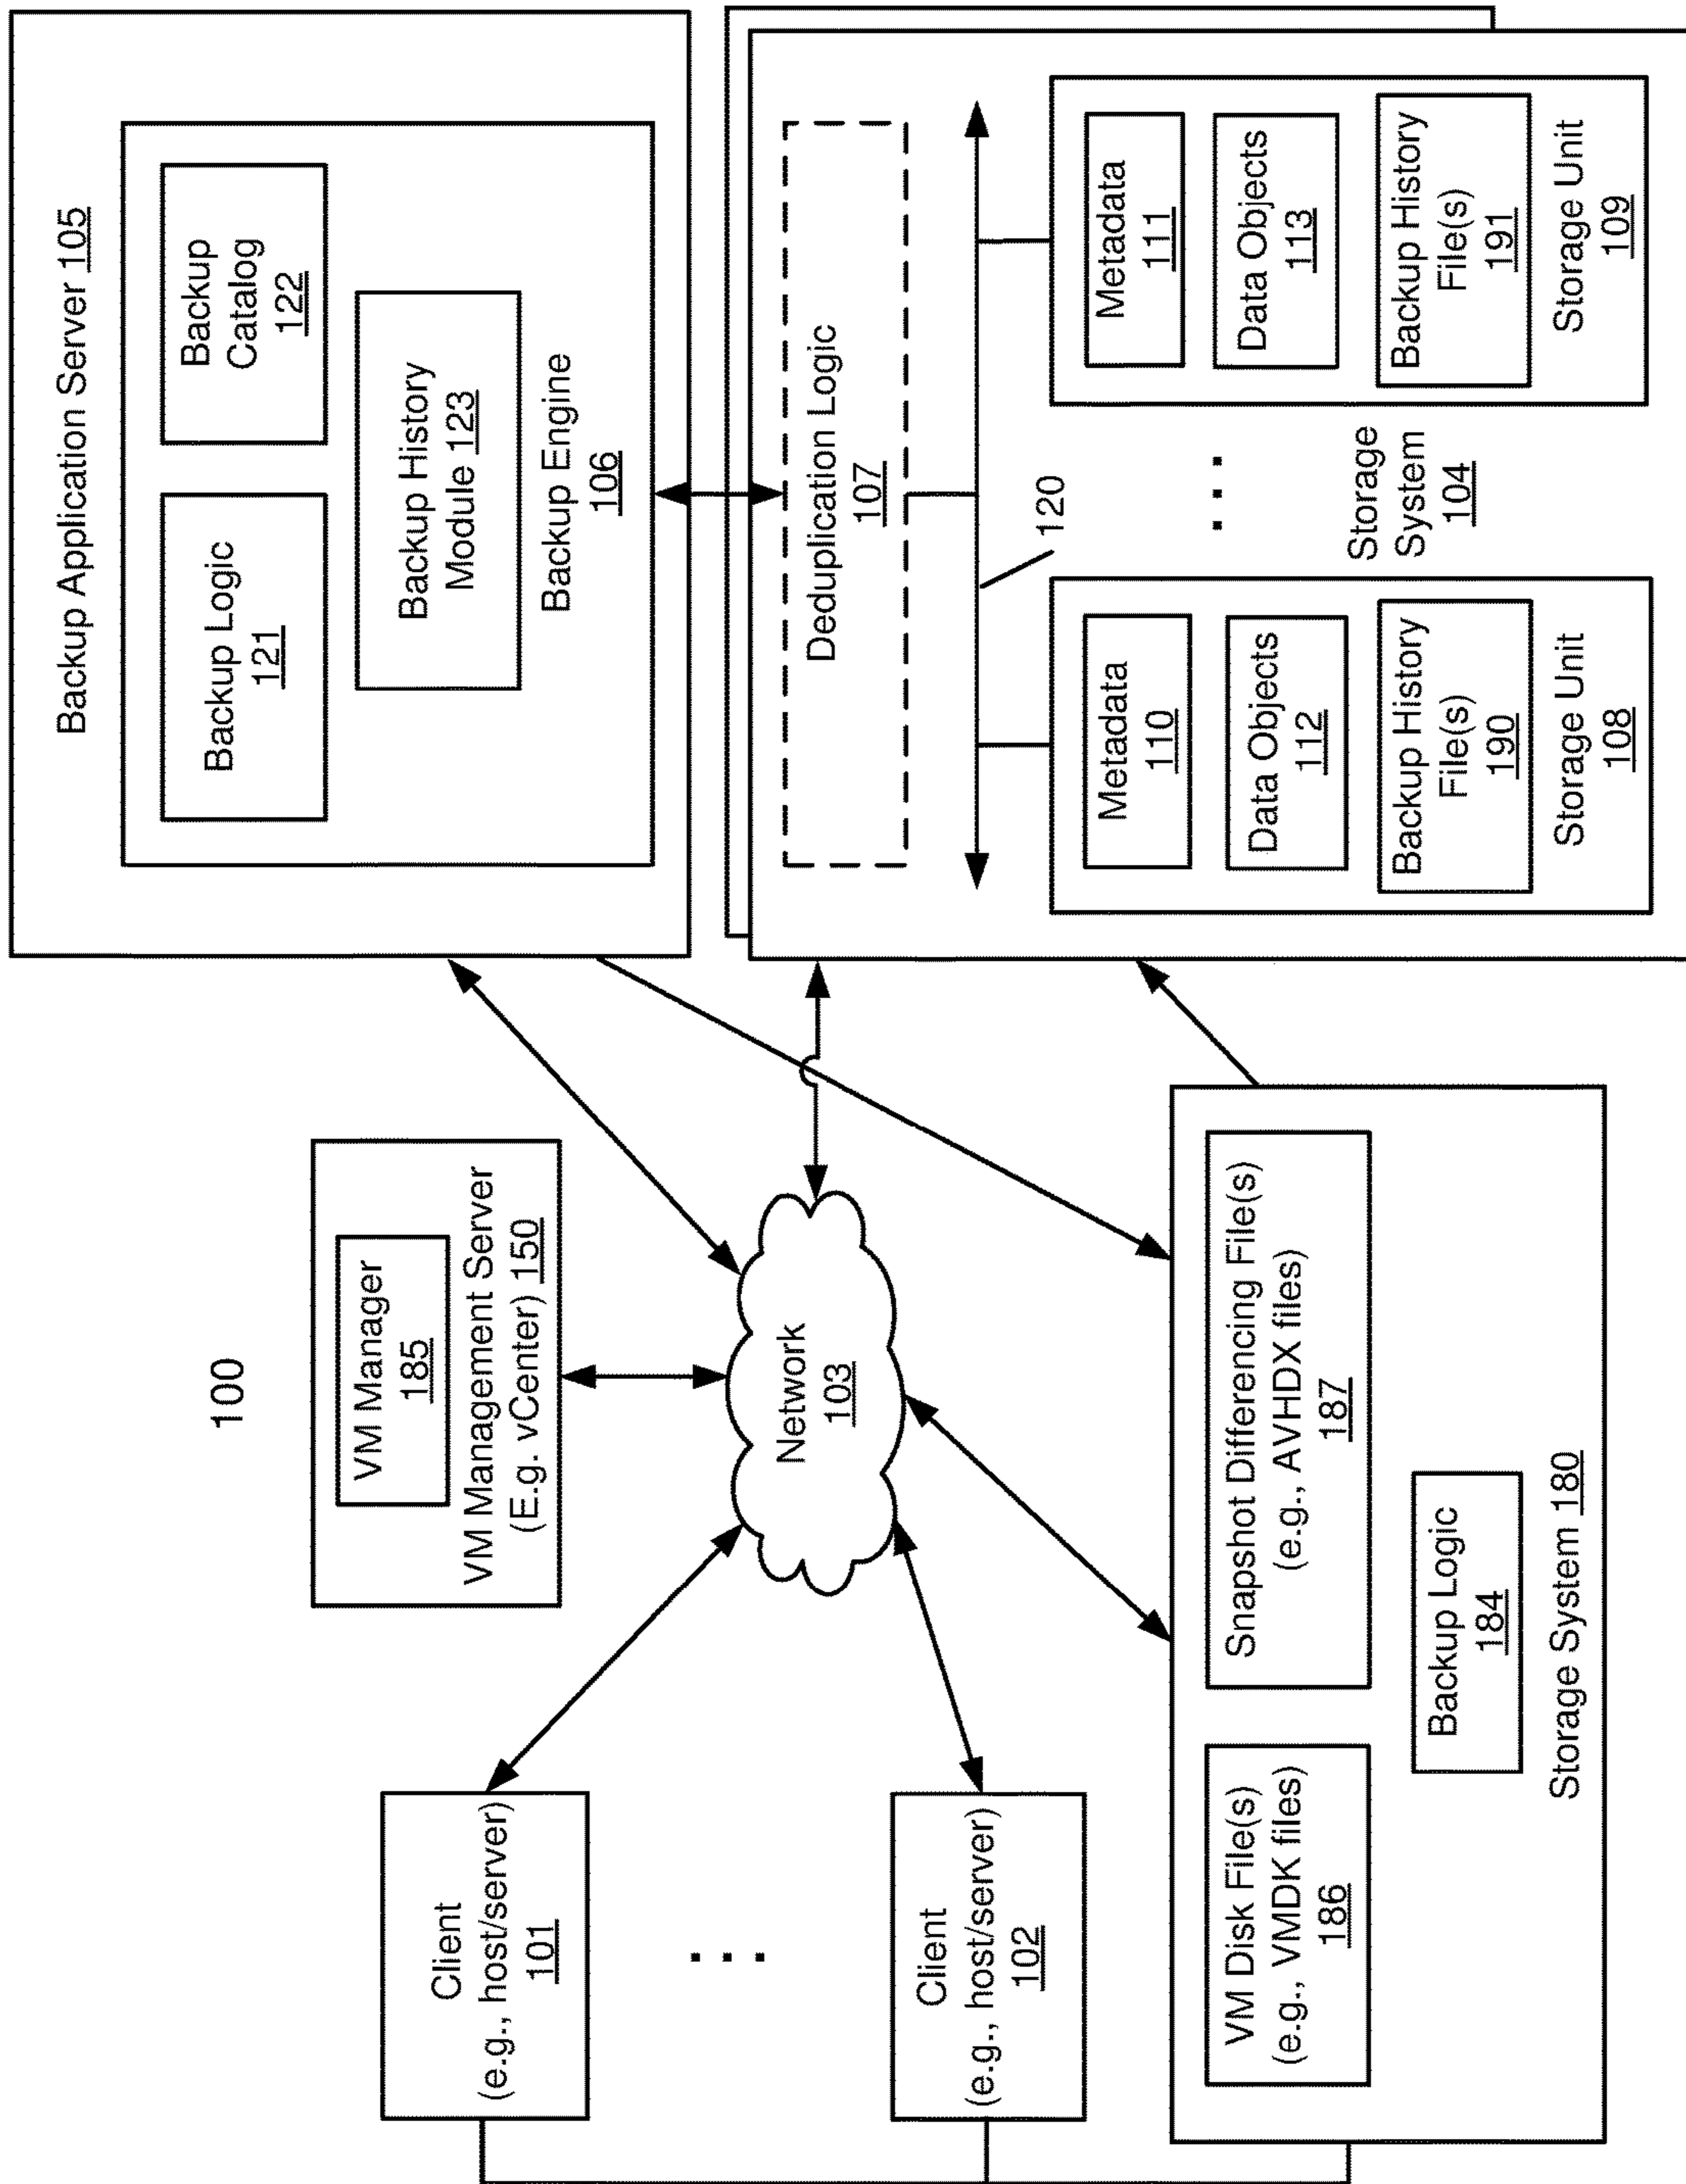 100
Client
(e.g., host/server)
101
Client
(e.g., host/server)
102
VM Manager
185
VM Management Server
(E.g. vCenter) 150
Network
103
Backup Application Server 105
Backup Logic
121
Backup
Catalog
122
Backup History
Module 123
Backup Engine
106
Deduplication Logic
107
120
Metadata
110
Data Objects
112
Backup History
File(s)
190
Storage Unit
108
Storage
System
104
Metadata
111
Data Objects
113
Backup History
File(s)
191
Storage Unit
109
VM Disk File(s)
(e.g., VMDK files)
186
Snapshot Differencing File(s)
(e.g., AVHDX files)
187
Backup Logic
184
Storage System 180